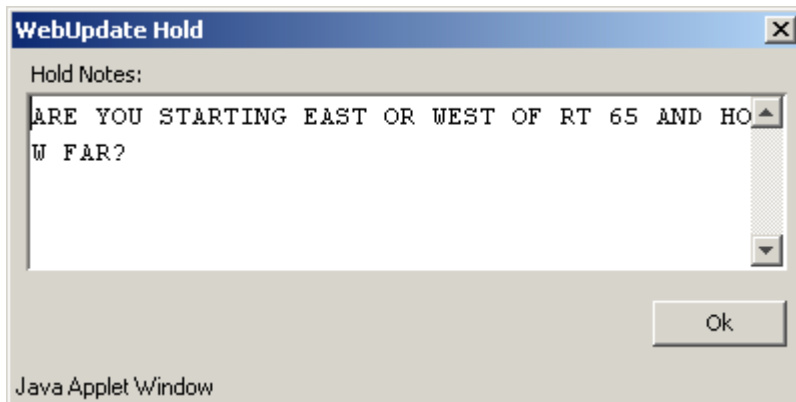 WebUpdate Hold
Hold Notes:
ARE YOU STARTING EAST OR WEST OF RT 65 AND HO
W FAR?
Ok
Java Applet Window